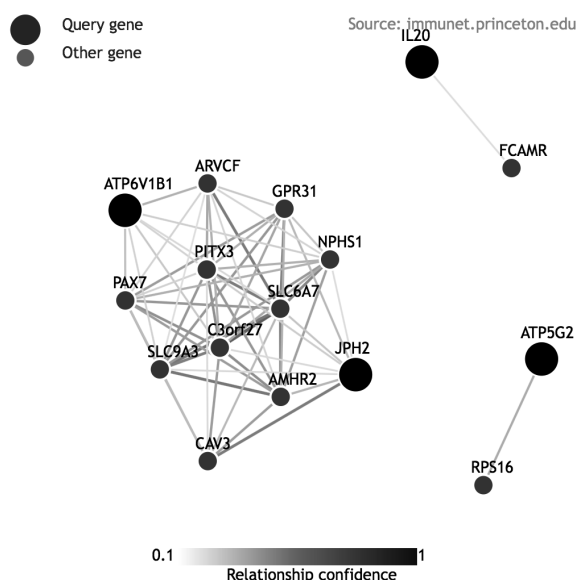 Query gene
Other gene
Source: immunet.princeton.edu
IL20
FCAMR
ARVCF
ATP6V1B1
GPR31
NPHS1
PITX3
PAX7
SLC6A7
C3orf27
SLC9A3
JPH2
ATP5G2
AMHR2
CAV3
RPS16
0.1 1
Relationship confidence